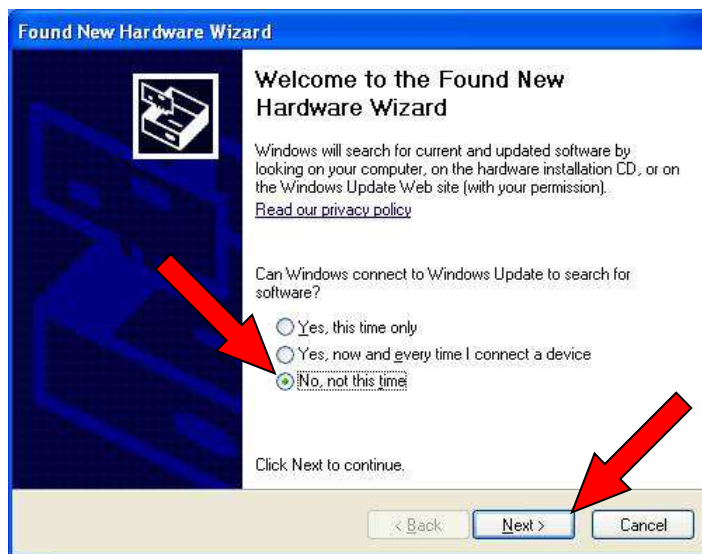 Found New Hardware Wizard
Welcome to the Found New
Hardware Wizard
Windows will search for current and updated software by
looking on your computer, on the hardware installation CD, or on
the Windows Update Web site (with your permission).
Read our privacy policy
Can Windows connect to Windows Update to search for
software?
Yes, this time only
Yes, now and every time I connect a device
No, not this time
Click Next to continue.
< Back
Next >
Cancel